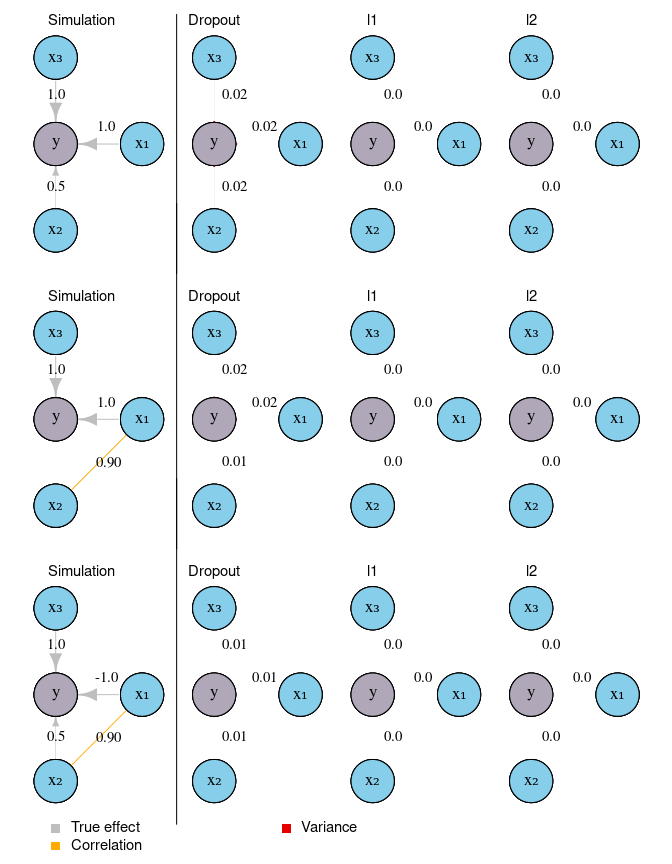 Simulation Dropout l1 l2
x₃ x₃ x₃ x₃
1.0 0.02 0.0 0.0
1.0 0.02 0.0 0.0
y x₁ y x₁ y x₁ y x₁
0.5 0.02 0.0 0.0
x₂ x₂ x₂ x₂
Simulation Dropout l1 l2
x₃ x₃ x₃ x₃
1.0 0.02 0.0 0.0
1.0 0.02 0.0 0.0
y x₁ y x₁ y x₁ y x₁
0.90 0.01 0.0 0.0
x₂ x₂ x₂ x₂
Simulation Dropout l1 l2
x₃ x₃ x₃ x₃
1.0 0.01 0.0 0.0
-1.0 0.01 0.0 0.0
y x₁ y x₁ y x₁ y x₁
0.5 0.90 0.01 0.0 0.0
x₂ x₂ x₂ x₂
True effect Variance
Correlation